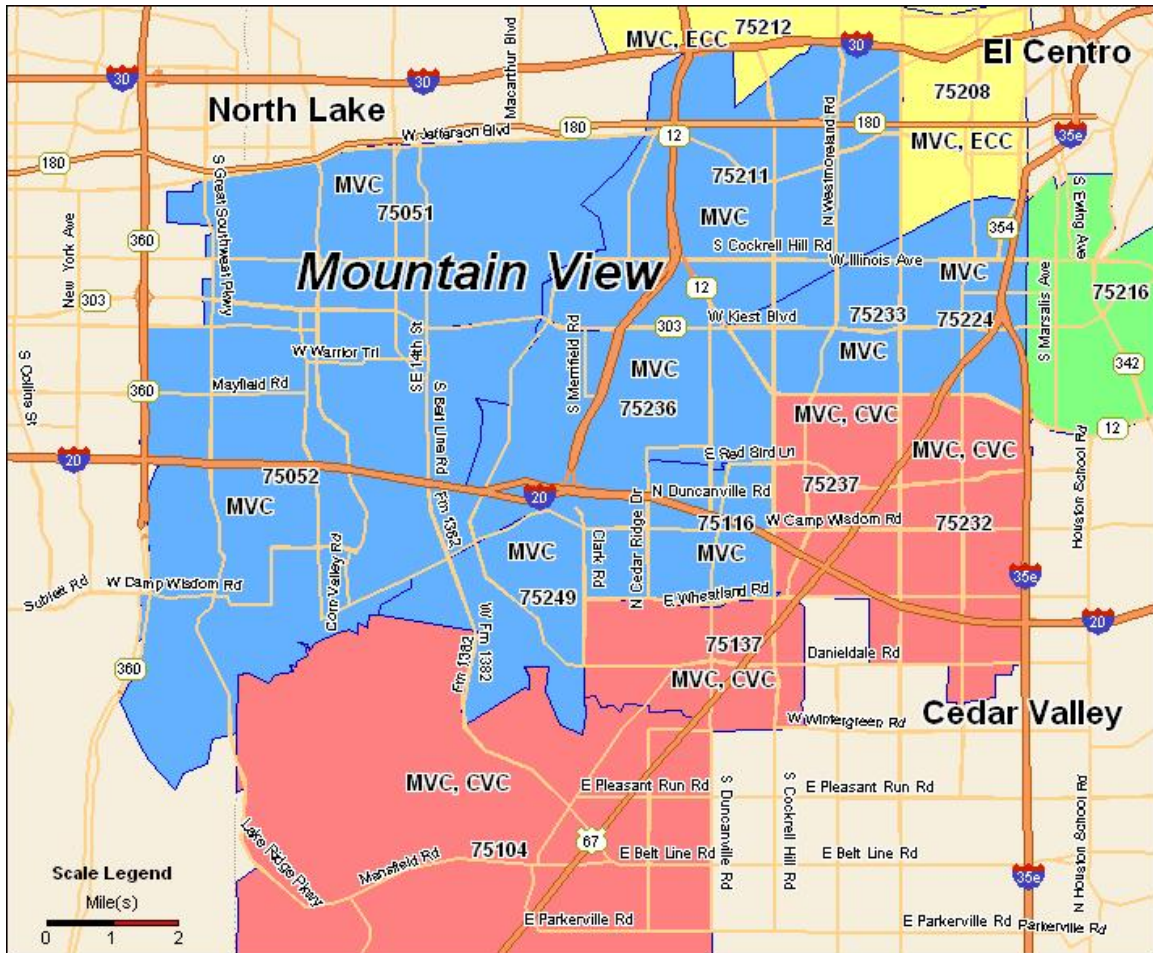 75212
MVC, ECC
30
El Centro
30
30
Macarthur Blvd
North Lake
75208
W Jefferson Blvd
180
12
180
MVC, ECC
35e
180
S Great Southwest Pkwy
MVC
75051
75211
MVC
N Westmoreland Rd
S Ewing Ave
New York Ave
360
S Cockrell Hill Rd
354
W Illinois Ave
Mountain View
MVC
S Marsalis Ave
75216
303
12
75233
75224
W Kiest Blvd
303
SE 14th St
S Merrifield Rd
W Warrior Trl
MVC
MVC
342
S Collins St
360
Mayfield Rd
S Belt Line Rd
75236
MVC, CVC
12
MVC, CVC
20
75052
E Red Bird Ln
Houston School Rd
MVC
20
N Duncanville Rd
75237
Fm 1382
75116
W Camp Wisdom Rd
75232
MVC
Clark Rd
N Cedar Ridge Dr
MVC
Sublett Rd
W Camp Wisdom Rd
Corn Valley Rd
75249
E Wheatland Rd
35e
20
W Fm 1382
75137
Danieldale Rd
360
Fm 1382
MVC, CVC
Cedar Valley
W Wintergreen Rd
MVC, CVC
E Pleasant Run Rd
S Duncanville Rd
S Cockrell Hill Rd
E Pleasant Run Rd
N Houston School Rd
Lake Ridge Pkwy
67
75104
Mansfield Rd
E Belt Line Rd
E Belt Line Rd
35e
Scale Legend
Mile(s)
0 1 2
E Parkerville Rd
E Parkerville Rd
Parkerville Rd